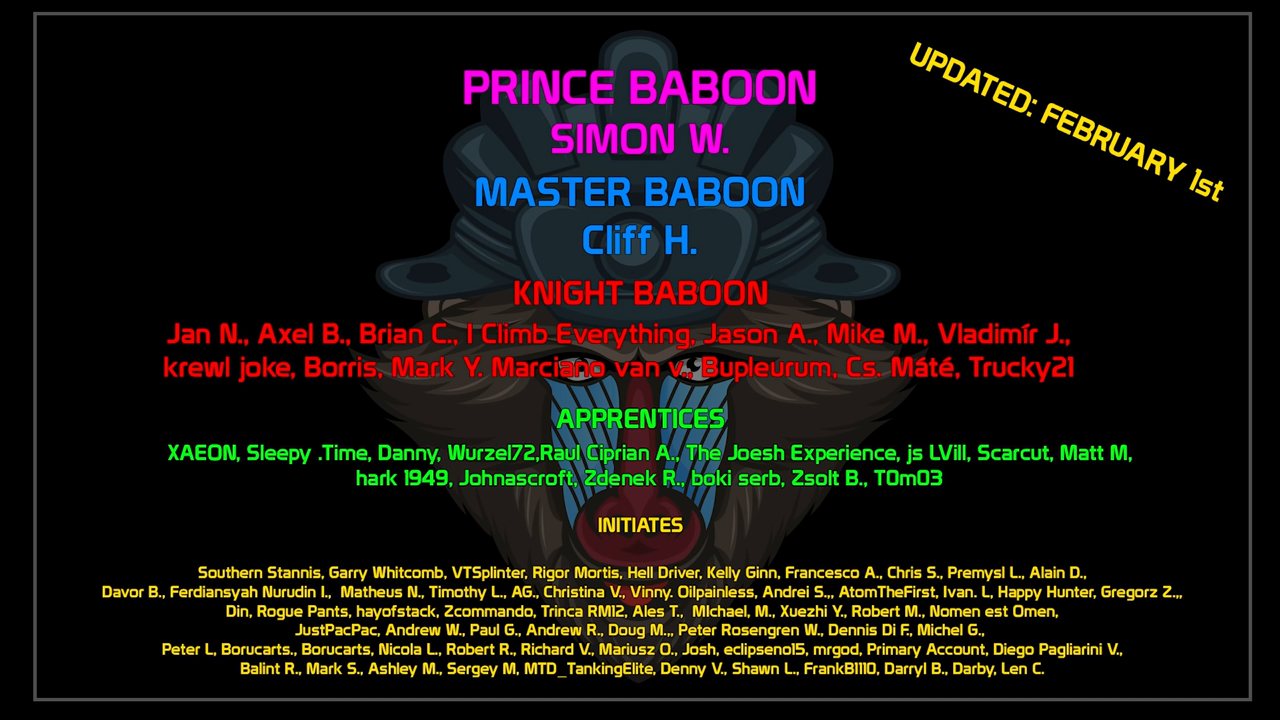 PRINCE BABOON
SIMON W.
UPDATED: FEBRUARY 1st
MASTER BABOON
Cliff H.
KNIGHT BABOON
Jan N., Axel B., Brian C., I Climb Everything, Jason A., Mike M., Vladimír J.,
krewl joke, Borris, Mark Y. Marciano van v., Bupleurum, Cs. Máté, Trucky21
APPRENTICES
XAEON, Sleepy .Time, Danny, Wurzel72,Raul Ciprian A., The Joesh Experience, js LVill, Scarcut, Matt M,
hark 1949, Johnascroft, Zdenek R., boki serb, Zsolt B., T0m03
INITIATES
Southern Stannis, Garry Whitcomb, VTSplinter, Rigor Mortis, Hell Driver, Kelly Ginn, Francesco A., Chris S., Premysl L., Alain D.,
Davor B., Ferdiansyah Nurudin I., Matheus N., Timothy L., AG., Christina V., Vinny. Oilpainless, Andrei S.,, AtomTheFirst, Ivan. L, Happy Hunter, Gregorz Z.,,
Din, Rogue Pants, hayofstack, Zcommando, Trinca RM12, Ales T., MIchael, M., Xuezhi Y., Robert M., Nomen est Omen,
JustPacPac, Andrew W., Paul G., Andrew R., Doug M.,, Peter Rosengren W., Dennis Di F., Michel G.,
Peter L, Borucarts., Borucarts, Nicola L., Robert R., Richard V., Mariusz O., Josh, eclipseno15, mrgod, Primary Account, Diego Pagliarini V.,
Balint R., Mark S., Ashley M., Sergey M, MTD_TankingElite, Denny V., Shawn L., FrankB1110, Darryl B., Darby, Len C.